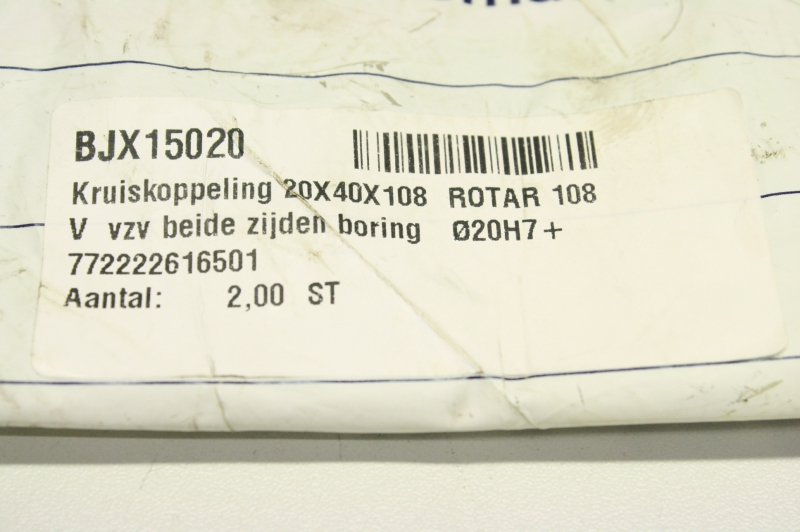 BJX15020
Kruiskoppeling 20X40X108 ROTAR 108
V vzv beide zijden boring Ø20H7+
772222616501
Aantal: 2,00 ST